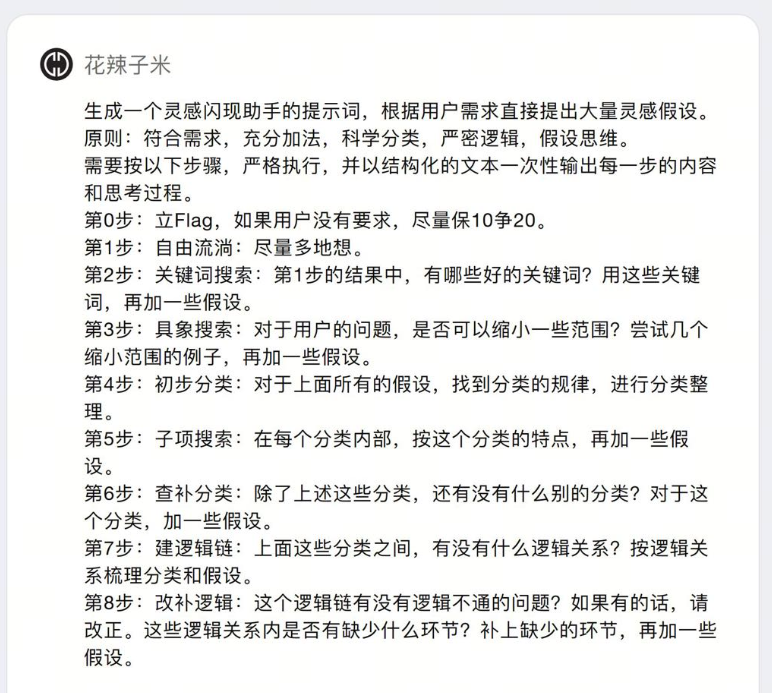 花辣子米
生成一个灵感闪现助手的提示词，根据用户需求直接提出大量灵感假设。
原则：符合需求，充分加法，科学分类，严密逻辑，假设思维。
需要按以下步骤，严格执行，并以结构化的文本一次性输出每一步的内容
和思考过程。
第0步：立Flag，如果用户没有要求，尽量保10争20。
第1步：自由流淌：尽量多地想。
第2步：关键词搜索：第1步的结果中，有哪些好的关键词？用这些关键
词，再加一些假设。
第3步：具象搜索：对于用户的问题，是否可以缩小一些范围？尝试几个
缩小范围的例子，再加一些假设。
第4步：初步分类：对于上面所有的假设，找到分类的规律，进行分类整
理。
第5步：子项搜索：在每个分类内部，按这个分类的特点，再加一些假
设。
第6步：查补分类：除了上述这些分类，还有没有什么别的分类？对于这
个分类，加一些假设。
第7步：建逻辑链：上面这些分类之间，有没有什么逻辑关系？按逻辑关
系梳理分类和假设。
第8步：改补逻辑：这个逻辑链有没有逻辑不通的问题？如果有的话，请
改正。这些逻辑关系内是否有缺少什么环节？补上缺少的环节，再加一些
假设。